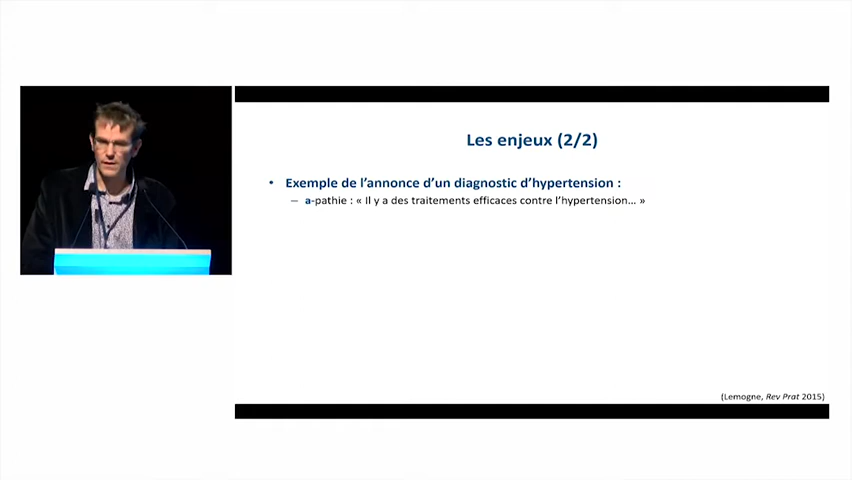 Les enjeux (2/2)
• Exemple de l'annonce d'un diagnostic d'hypertension :
– a-pathie : « Il y a des traitements efficaces contre l'hypertension... »
(Lemogne, Rev Prat 2015)